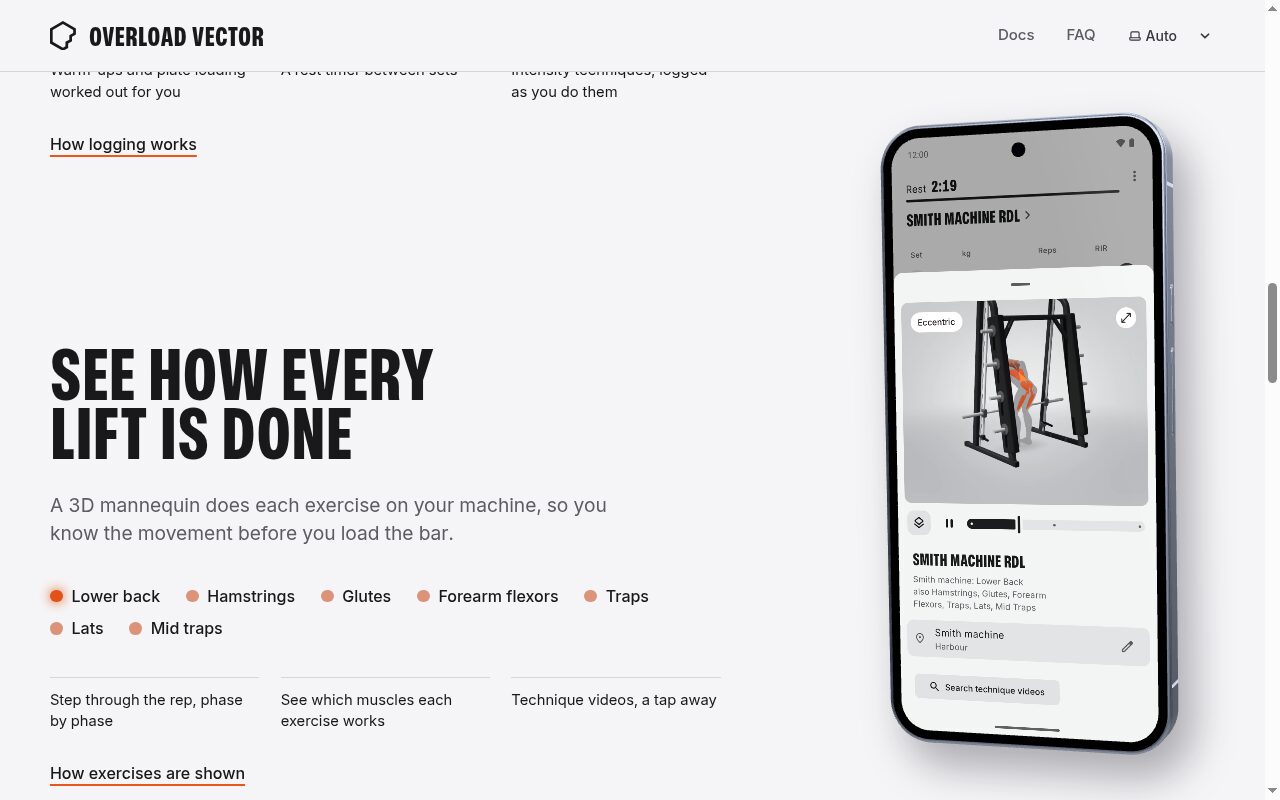 OVERLOAD VECTOR
Docs
FAQ
Auto
Warm-ups and plate loading
worked out for you
A rest timer between sets
Intensity techniques, logged
as you do them
How logging works
SEE HOW EVERY
LIFT IS DONE
A 3D mannequin does each exercise on your machine, so you
know the movement before you load the bar.
Lower back
Hamstrings
Glutes
Forearm flexors
Traps
Lats
Mid traps
Step through the rep, phase
by phase
See which muscles each
exercise works
Technique videos, a tap away
How exercises are shown
12:00
Rest 2:19
SMITH MACHINE RDL
Set
kg
Reps
RIR
Eccentric
SMITH MACHINE RDL
Smith machine: Lower Back
also Hamstrings, Glutes, Forearm
Flexors, Traps, Lats, Mid Traps
Smith machine
Harbour
Search technique videos